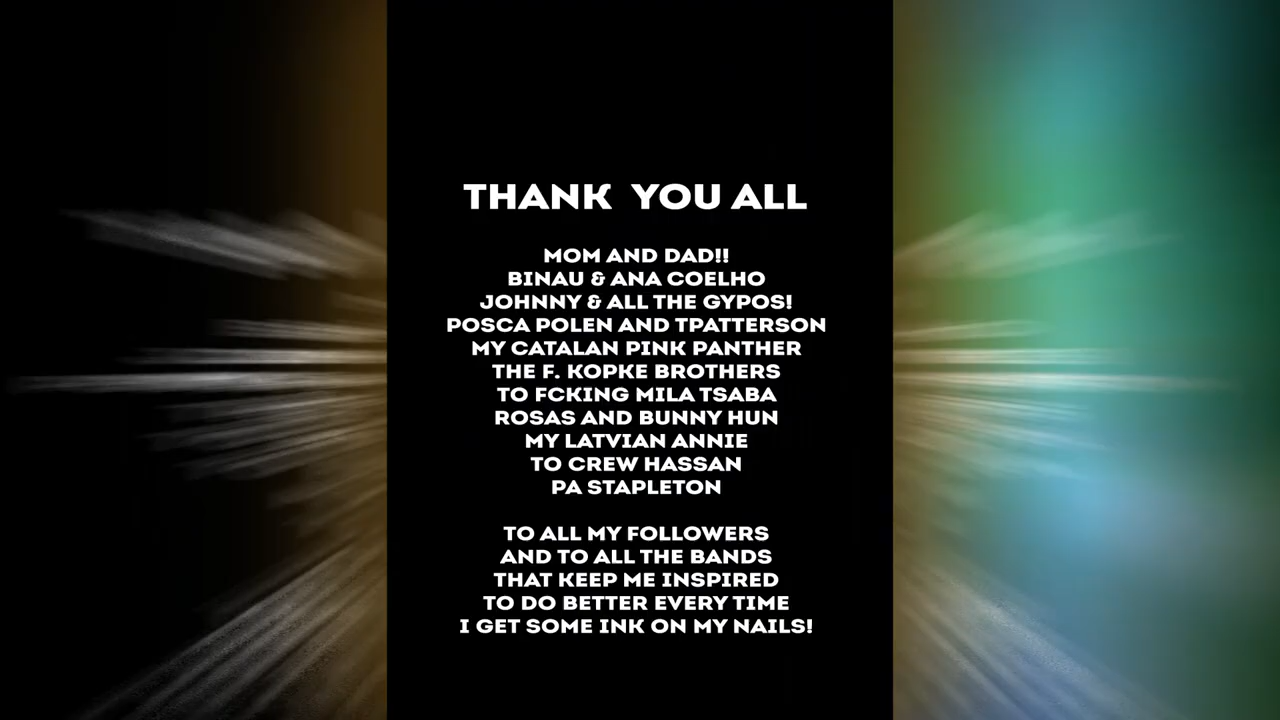 THANK YOU ALL
MOM AND DAD!!
BINAU & ANA COELHO
JOHNNY & ALL THE GYPOS!
POSCA POLEN AND TPATTERSON
MY CATALAN PINK PANTHER
THE F. KOPKE BROTHERS
TO FCKING MILA TSABA
ROSAS AND BUNNY HUN
MY LATVIAN ANNIE
TO CREW HASSAN
PA STAPLETON
TO ALL MY FOLLOWERS
AND TO ALL THE BANDS
THAT KEEP ME INSPIRED
TO DO BETTER EVERY TIME
I GET SOME INK ON MY NAILS!